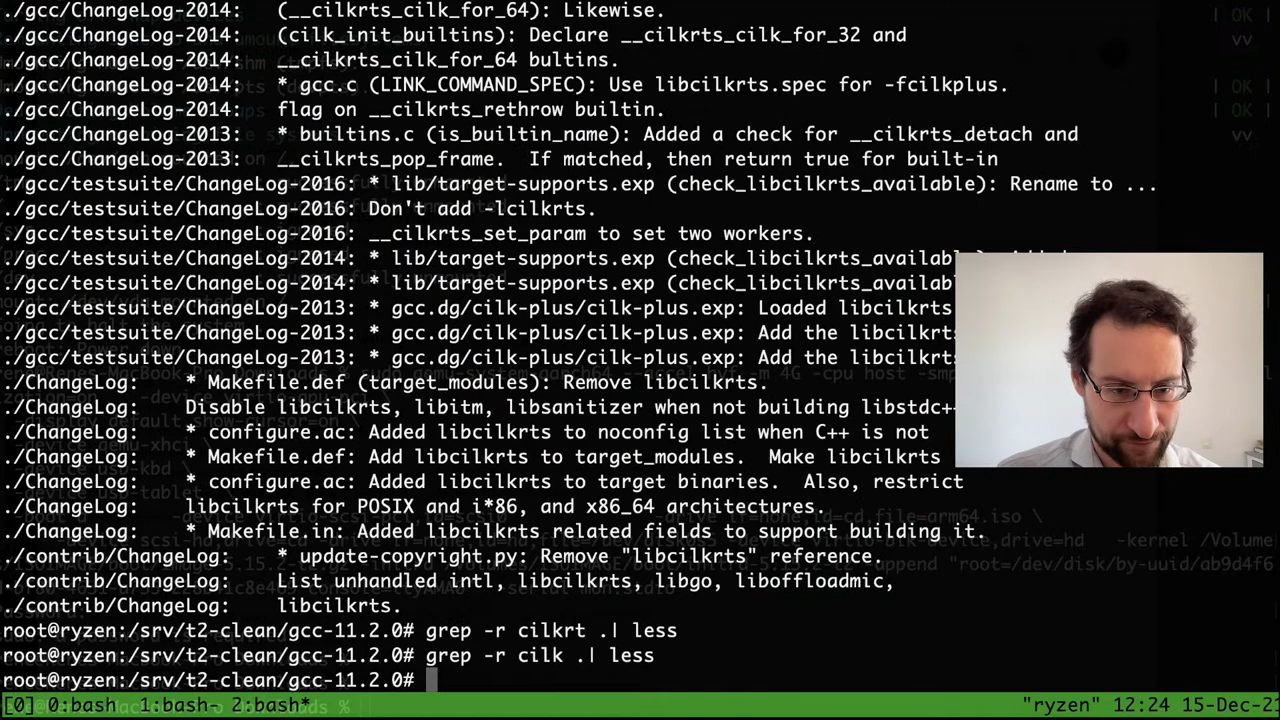 ./gcc/ChangeLog-2014:   (__cilkrts_cilk_for_64): Likewise.
./gcc/ChangeLog-2014:   (cilk_init_builtins): Declare __cilkrts_cilk_for_32 and
./gcc/ChangeLog-2014:   __cilkrts_cilk_for_64 bultins.
./gcc/ChangeLog-2014:   * gcc.c (LINK_COMMAND_SPEC): Use libcilkrts.spec for -fcilkplus.
./gcc/ChangeLog-2014:   flag on __cilkrts_rethrow builtin.
./gcc/ChangeLog-2013:   * builtins.c (is_builtin_name): Added a check for __cilkrts_detach and
./gcc/ChangeLog-2013:   __cilkrts_pop_frame.  If matched, then return true for built-in
./gcc/testsuite/ChangeLog-2016: * lib/target-supports.exp (check_libcilkrts_available): Rename to ...
./gcc/testsuite/ChangeLog-2016: Don't add -lcilkrts.
./gcc/testsuite/ChangeLog-2016: __cilkrts_set_param to set two workers.
./gcc/testsuite/ChangeLog-2014: * lib/target-supports.exp (check_libcilkrts_availabl
./gcc/testsuite/ChangeLog-2014: * lib/target-supports.exp (check_libcilkrts_availabl
./gcc/testsuite/ChangeLog-2013: * gcc.dg/cilk-plus/cilk-plus.exp: Loaded libcilkrts
./gcc/testsuite/ChangeLog-2013: * gcc.dg/cilk-plus/cilk-plus.exp: Add the libcilkrts
./gcc/testsuite/ChangeLog-2013: * gcc.dg/cilk-plus/cilk-plus.exp: Add the libcilkrts
./ChangeLog:    * Makefile.def (target_modules): Remove libcilkrts.
./ChangeLog:    Disable libcilkrts, libitm, libsanitizer when not building libstdc+
./ChangeLog:    * configure.ac: Added libcilkrts to noconfig list when C++ is not
./ChangeLog:    * Makefile.def: Add libcilkrts to target_modules.  Make libcilkrts
./ChangeLog:    * configure.ac: Added libcilkrts to target binaries.  Also, restrict
./ChangeLog:    libcilkrts for POSIX and i*86, and x86_64 architectures.
./ChangeLog:    * Makefile.in: Added libcilkrts related fields to support building it.
./contrib/ChangeLog:    * update-copyright.py: Remove "libcilkrts" reference.
./contrib/ChangeLog:    List unhandled intl, libcilkrts, libgo, liboffloadmic,
./contrib/ChangeLog:    libcilkrts.
root@ryzen:/srv/t2-clean/gcc-11.2.0# grep -r cilkrt .| less
root@ryzen:/srv/t2-clean/gcc-11.2.0# grep -r cilk .| less
root@ryzen:/srv/t2-clean/gcc-11.2.0#
[0] 0:bash  1:bash- 2:bash* "ryzen" 12:24 15-Dec-21